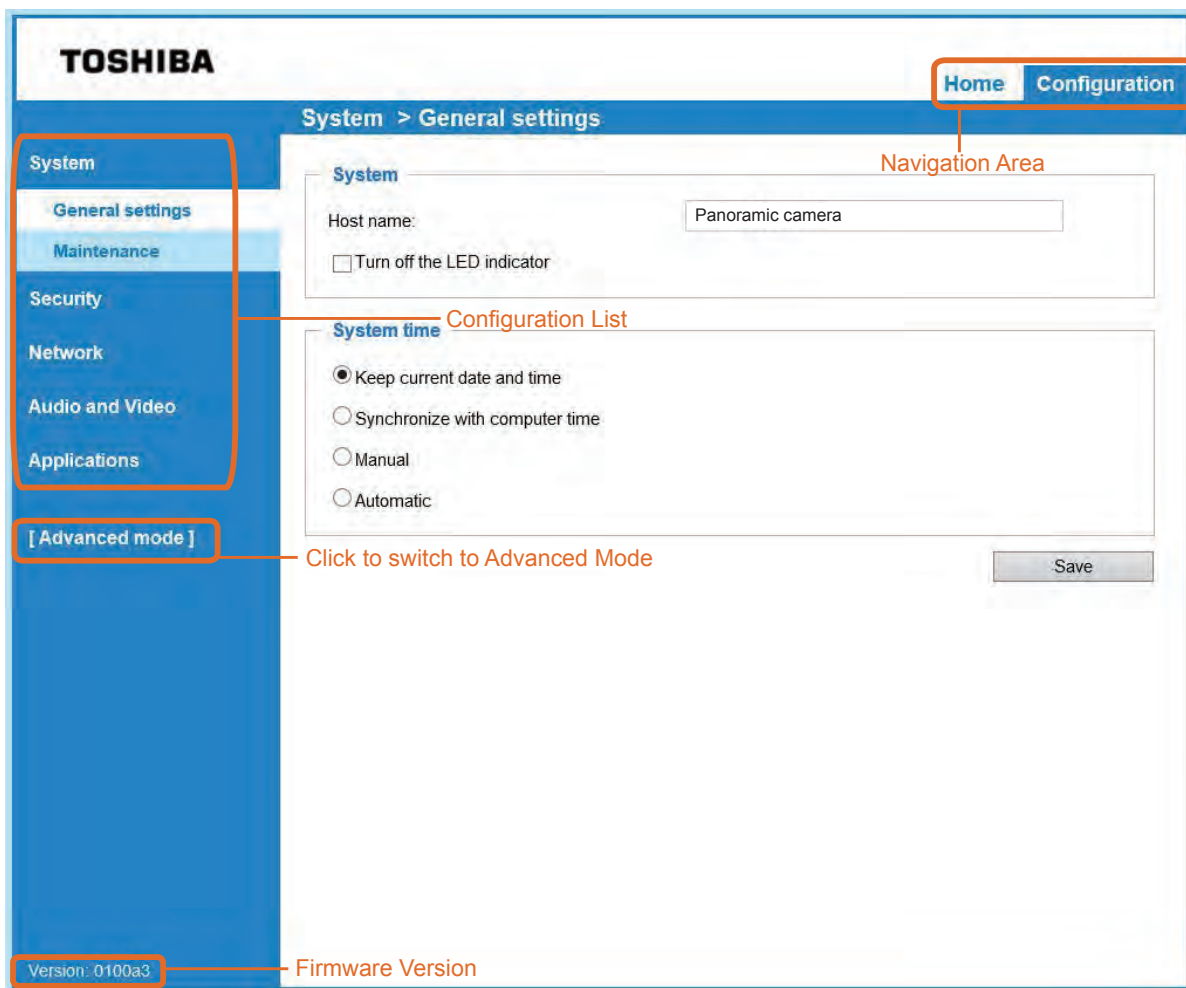 TOSHIBA
Home Configuration
System > General settings
Navigation Area
System
General settings
Maintenance
Security
Network
Audio and Video
Applications
[ Advanced mode ]
Version: 0100a3
System
Host name: Panoramic camera
Turn off the LED indicator
Configuration List
System time
Keep current date and time
Synchronize with computer time
Manual
Automatic
Click to switch to Advanced Mode
Save
Firmware Version